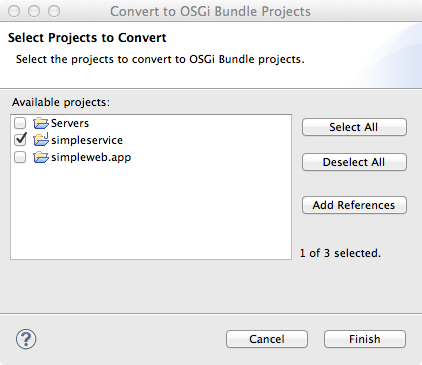 Convert to OSGi Bundle Projects
Select Projects to Convert
Select the projects to convert to OSGi Bundle projects.
Available projects:
Servers
simpleservice
simpleweb.app
Select All
Deselect All
Add References
1 of 3 selected.
?
Cancel
Finish